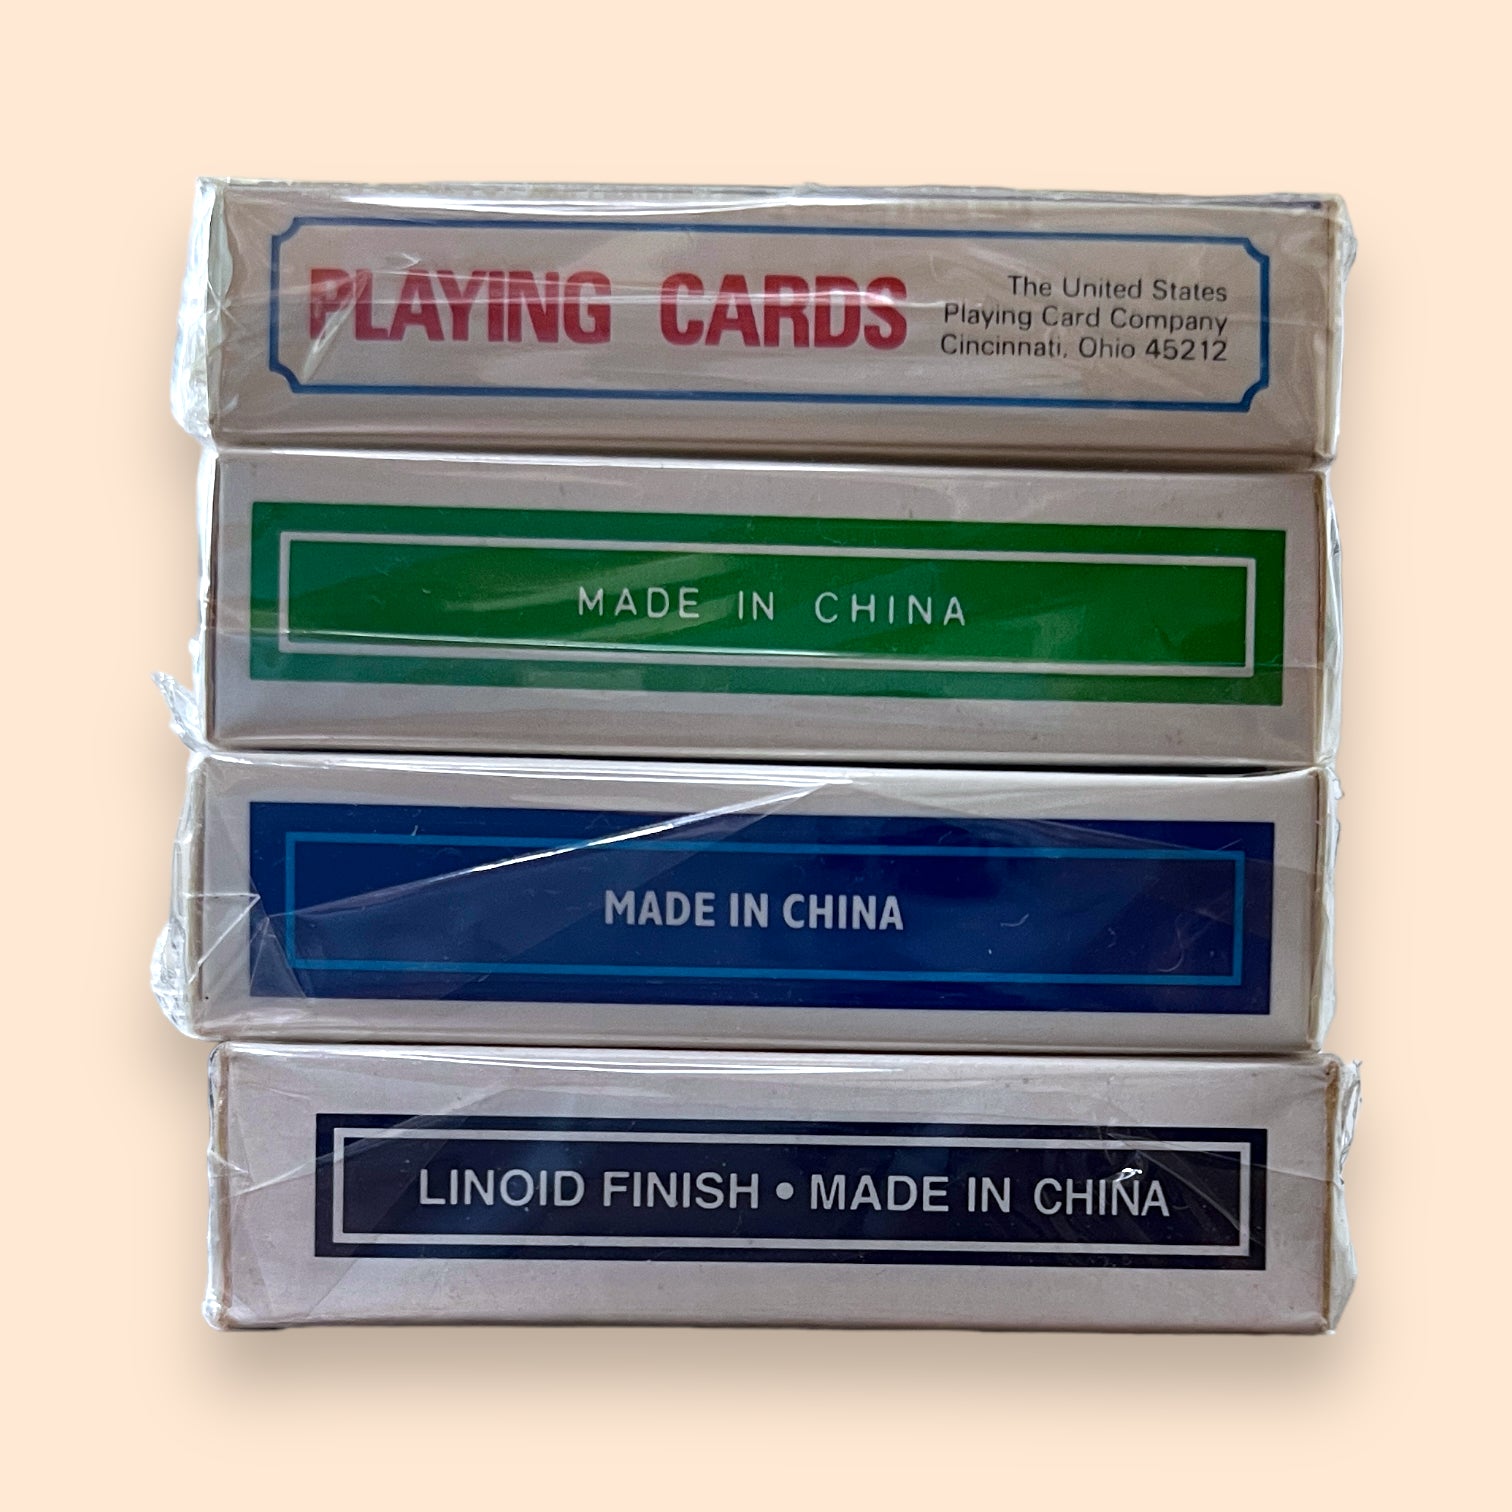 PLAYING CARDS
The United States
Playing Card Company
Cincinnati, Ohio 45212
MADE IN CHINA
MADE IN CHINA
LINOID FINISH • MADE IN CHINA